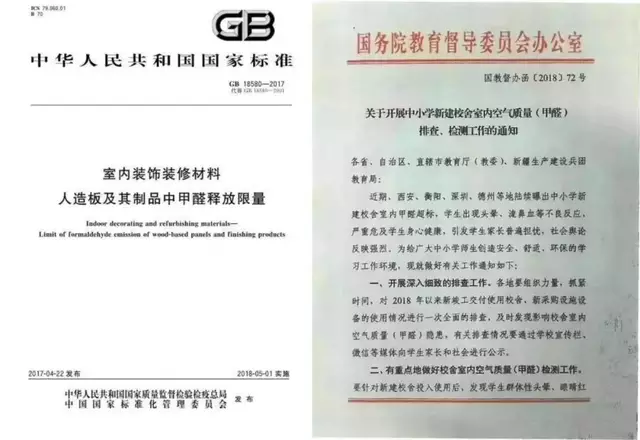 ICS 79.060.01
B 70
GB
中华人民共和国国家标准
GB 18580—2017
代替 GB 18580—2001
室内装饰装修材料
人造板及其制品中甲醛释放限量
Indoor decorating and refurbishing materials—
Limit of formaldehyde emission of wood-based panels and finishing products
2017-04-22 发布
2018-05-01 实施
中华人民共和国国家质量监督检验检疫总局
中国国家标准化管理委员会
发布
国务院教育督导委员会办公室
国教督办函〔2018〕72 号
关于开展中小学新建校舍室内空气质量（甲醛）
排查、检测工作的通知
各省、自治区、直辖市教育厅（教委）、新疆生产建设兵团
教育局：
近期，西安、衡阳、深圳、德州等地陆续曝出中小学新
建校舍室内甲醛超标，学生出现头晕、流鼻血等不良反应，
严重危及学生身心健康，引发学生家长普遍担忧，社会舆论
反映强烈。为给广大中小学师生创造安全、舒适、环保的学
习工作环境，现就做好有关工作通知如下：
一、开展深入细致的排查工作。各地要组织力量，抓紧
时间，对 2018 年以来新竣工交付使用校舍、新采购设施设
备的使用情况进行一次全面的排查，及时发现影响校舍室内
空气质量（甲醛）隐患，有关排查情况要通过学校宣传栏、
微信等媒体向学生家长和社会进行公示。
二、有重点地做好校舍室内空气质量（甲醛）检测工作。
要针对新建校舍投入使用后，发现学生群体性头晕、眼睛红